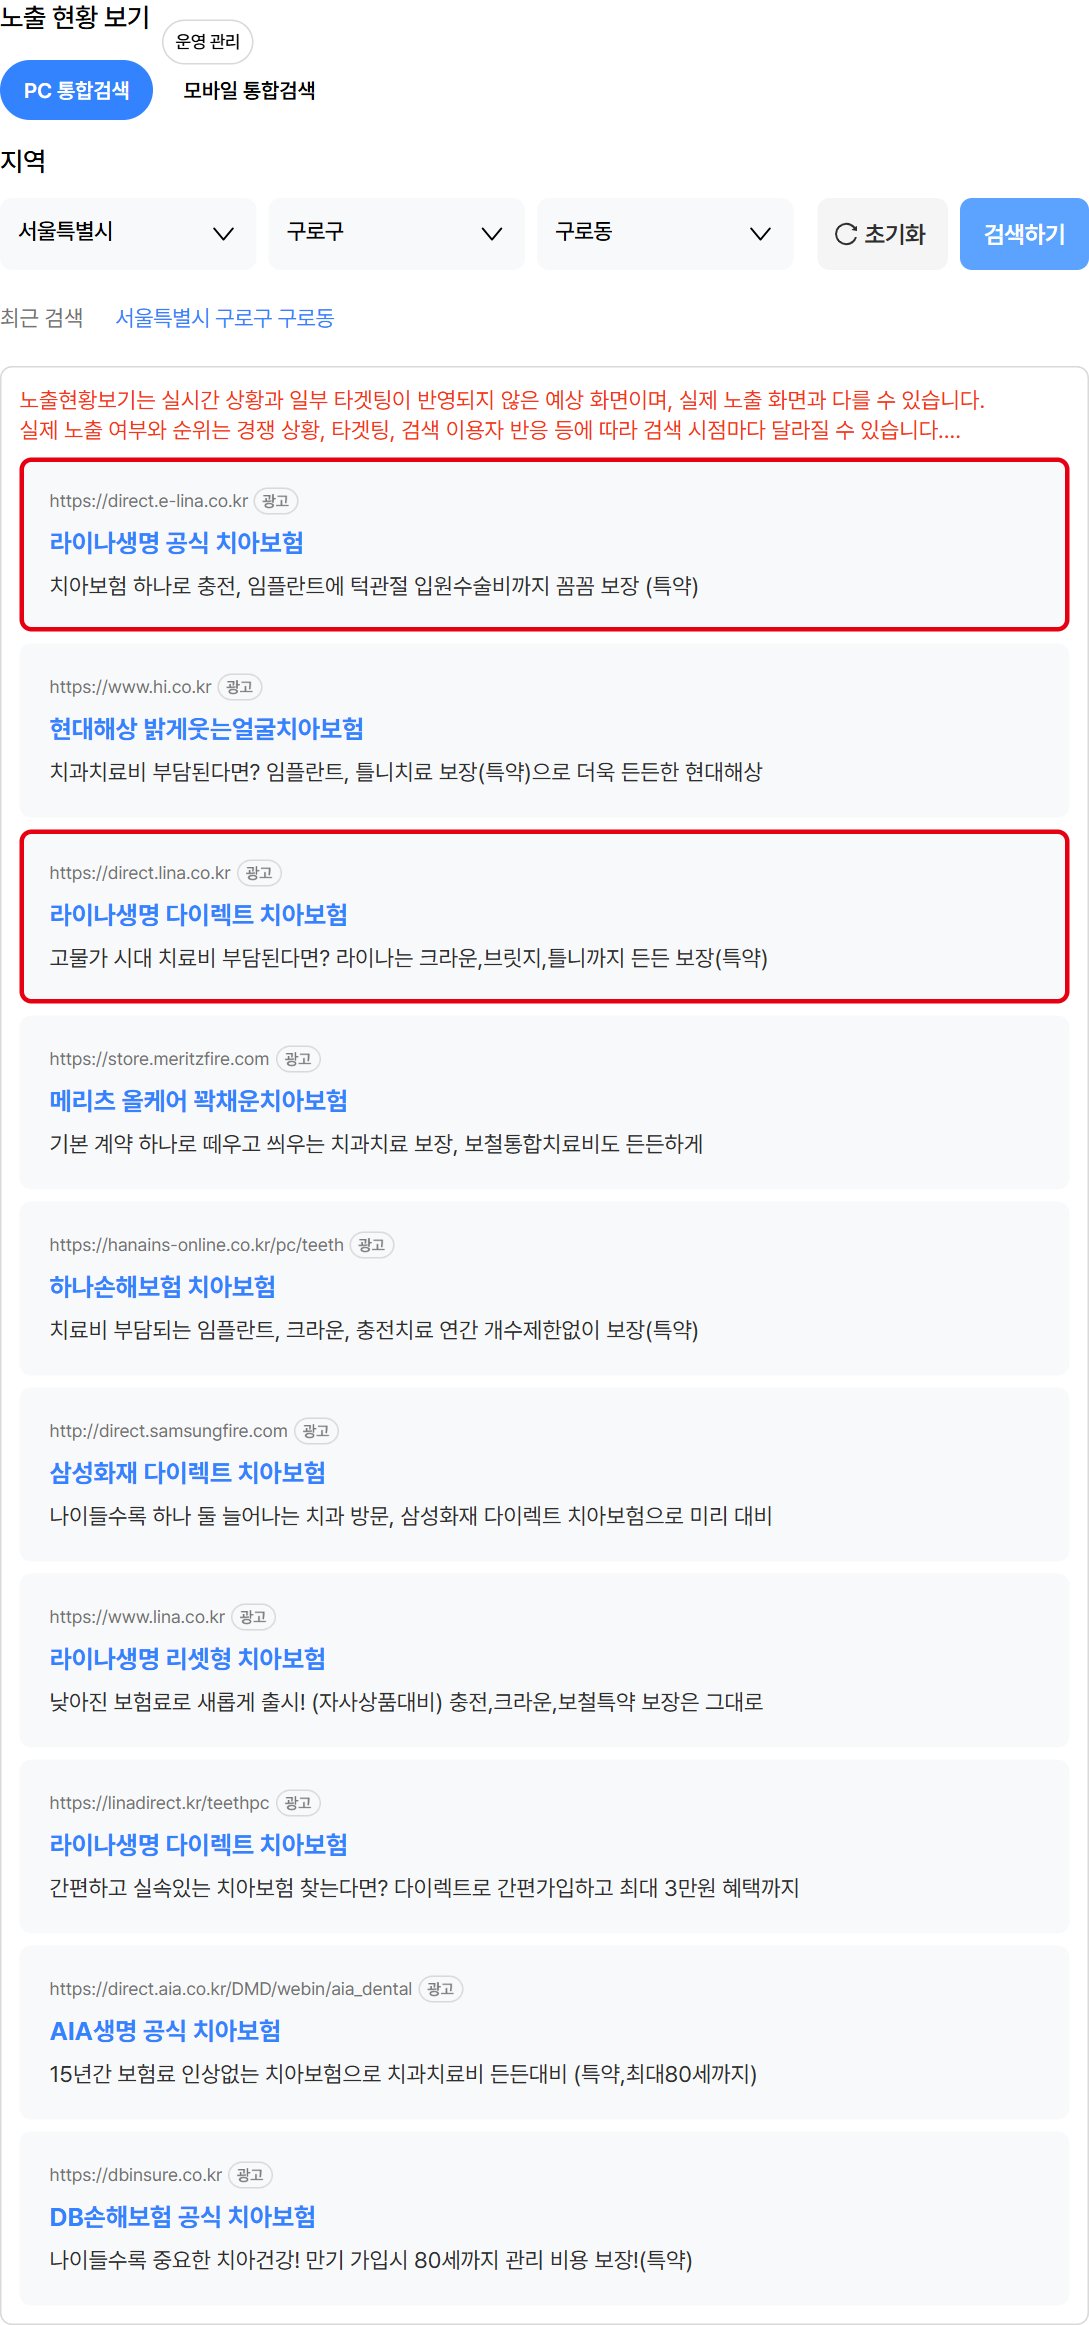 노출 현황 보기
운영 관리
PC 통합검색
모바일 통합검색
지역
서울특별시
구로구
구로동
초기화
검색하기
최근 검색
서울특별시 구로구 구로동
노출현황보기는 실시간 상황과 일부 타겟팅이 반영되지 않은 예상 화면이며, 실제 노출 화면과 다를 수 있습니다.
실제 노출 여부와 순위는 경쟁 상황, 타겟팅, 검색 이용자 반응 등에 따라 검색 시점마다 달라질 수 있습니다....
https://direct.e-lina.co.kr 광고
라이나생명 공식 치아보험
치아보험 하나로 충전, 임플란트에 턱관절 입원수술비까지 꼼꼼 보장 (특약)
https://www.hi.co.kr 광고
현대해상 밝게웃는얼굴치아보험
치과치료비 부담된다면? 임플란트, 틀니치료 보장(특약)으로 더욱 든든한 현대해상
https://direct.lina.co.kr 광고
라이나생명 다이렉트 치아보험
고물가 시대 치료비 부담된다면? 라이나는 크라운,브릿지,틀니까지 든든 보장(특약)
https://store.meritzfire.com 광고
메리츠 올케어 꽉채운치아보험
기본 계약 하나로 떼우고 씌우는 치과치료 보장, 보철통합치료비도 든든하게
https://hanains-online.co.kr/pc/teeth 광고
하나손해보험 치아보험
치료비 부담되는 임플란트, 크라운, 충전치료 연간 개수제한없이 보장(특약)
http://direct.samsungfire.com 광고
삼성화재 다이렉트 치아보험
나이들수록 하나 둘 늘어나는 치과 방문, 삼성화재 다이렉트 치아보험으로 미리 대비
https://www.lina.co.kr 광고
라이나생명 리셋형 치아보험
낮아진 보험료로 새롭게 출시! (자사상품대비) 충전,크라운,보철특약 보장은 그대로
https://linadirect.kr/teethpc 광고
라이나생명 다이렉트 치아보험
간편하고 실속있는 치아보험 찾는다면? 다이렉트로 간편가입하고 최대 3만원 혜택까지
https://direct.aia.co.kr/DMD/webin/aia_dental 광고
AIA생명 공식 치아보험
15년간 보험료 인상없는 치아보험으로 치과치료비 든든대비 (특약,최대80세까지)
https://dbinsure.co.kr 광고
DB손해보험 공식 치아보험
나이들수록 중요한 치아건강! 만기 가입시 80세까지 관리 비용 보장!(특약)